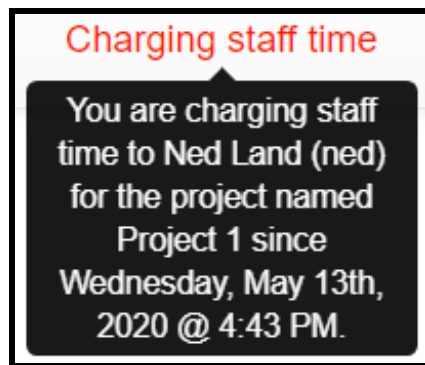 Charging staff time
You are charging staff
time to Ned Land (ned)
for the project named
Project 1 since
Wednesday, May 13th,
2020 @ 4:43 PM.